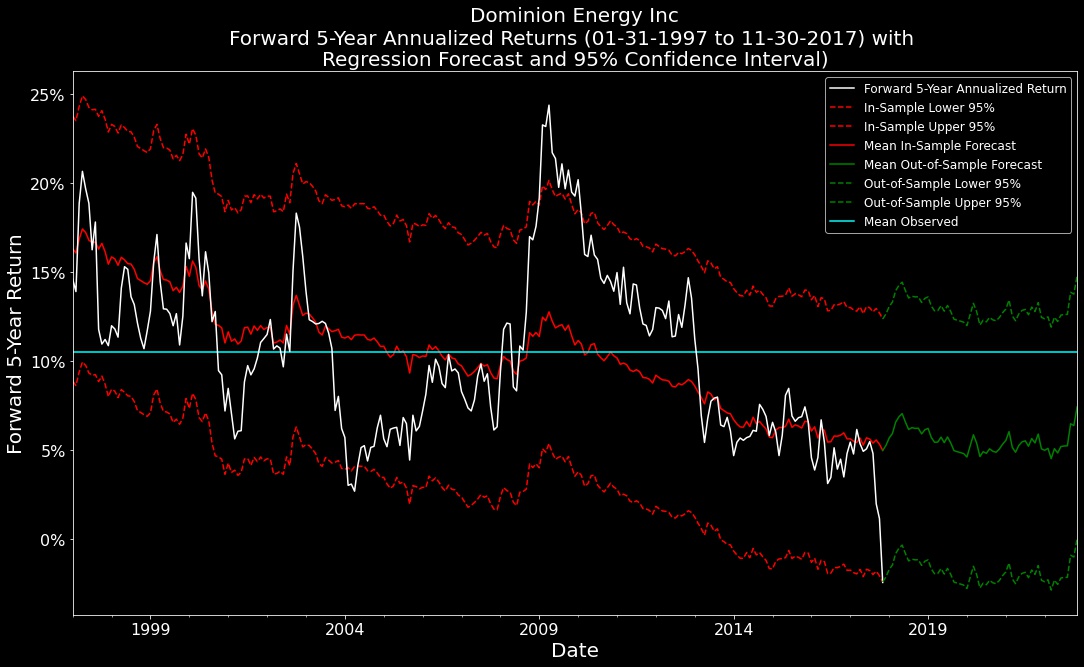 Dominion Energy Inc
Forward 5-Year Annualized Returns (01-31-1997 to 11-30-2017) with
Regression Forecast and 95% Confidence Interval)
Forward 5-Year Annualized Return
In-Sample Lower 95%
In-Sample Upper 95%
Mean In-Sample Forecast
Mean Out-of-Sample Forecast
Out-of-Sample Lower 95%
Out-of-Sample Upper 95%
Mean Observed
Forward 5-Year Return
25%
20%
15%
10%
5%
0%
1999 2004 2009 2014 2019
Date